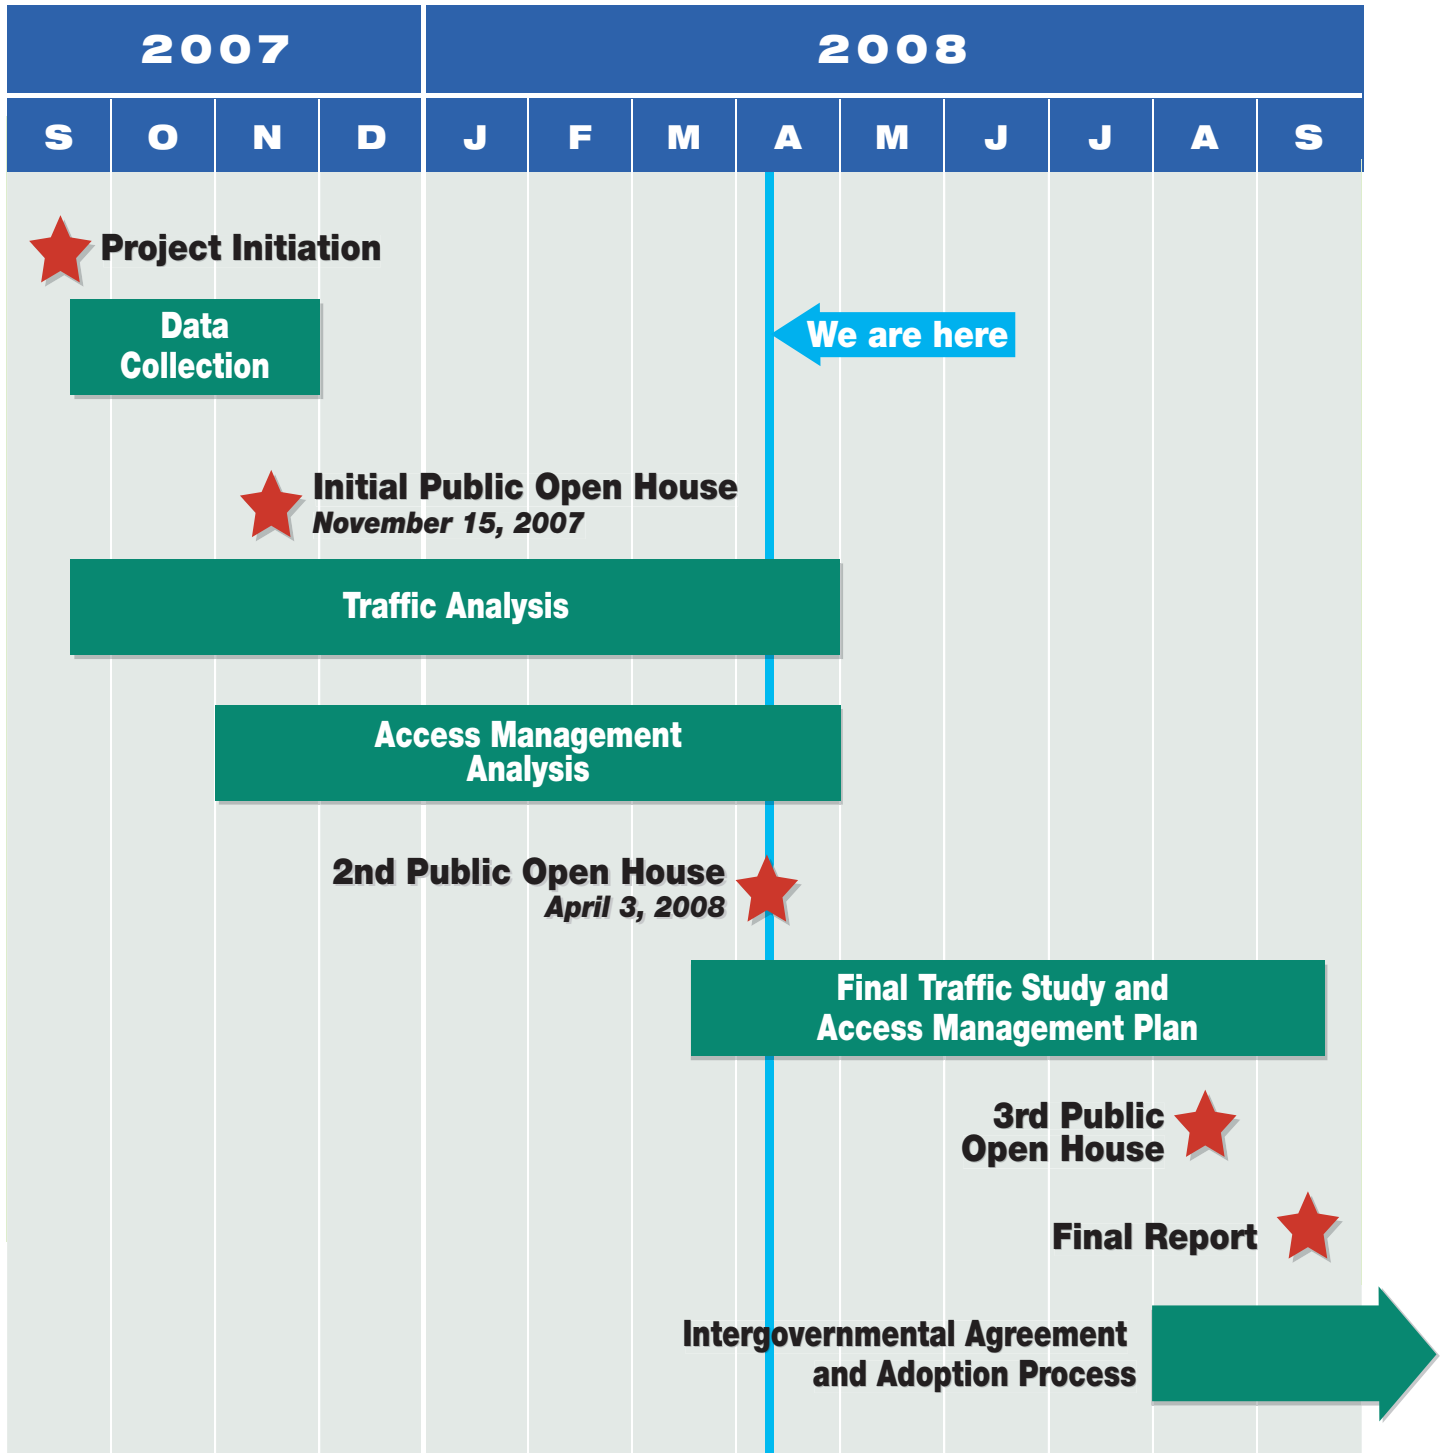 2007 2008
S O N D J F M A M J J A S
Project Initiation
Data
Collection
We are here
Initial Public Open House
November 15, 2007
Traffic Analysis
Access Management
Analysis
2nd Public Open House
April 3, 2008
Final Traffic Study and
Access Management Plan
3rd Public
Open House
Final Report
Intergovernmental Agreement
and Adoption Process